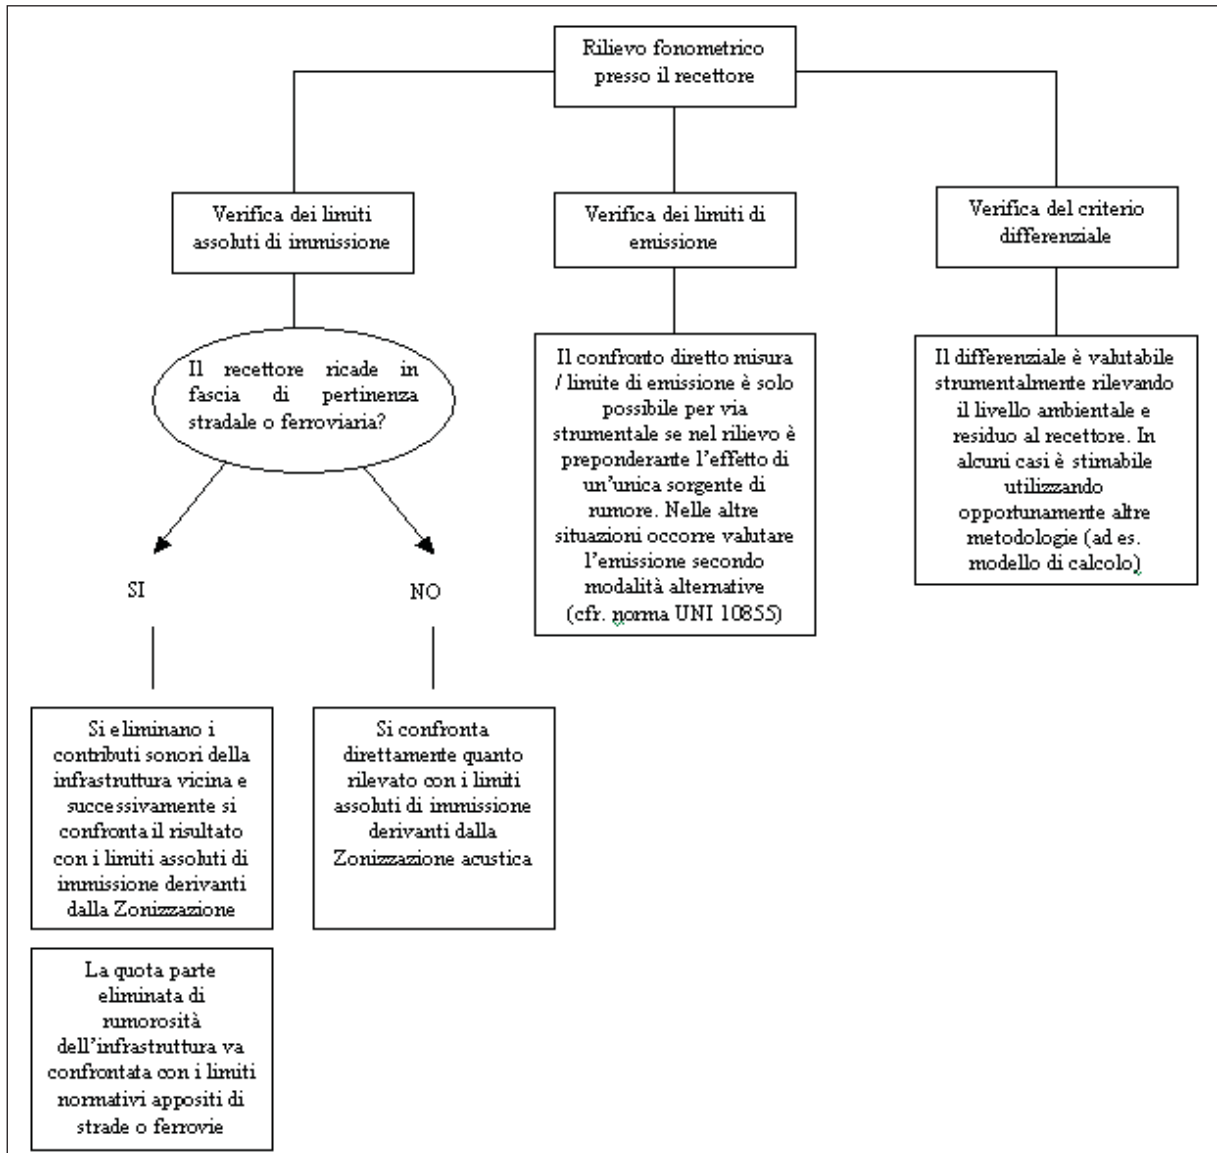 Rilievo fonometrico
presso il recettore
Verifica dei limiti
assoluti di immissione
Verifica dei limiti di
emissione
Verifica del criterio
differenziale
Il recettore ricade in
fascia di pertinenza
stradale o ferroviaria?
Il confronto diretto misura
/ limite di emissione è solo
possibile per via
strumentale se nel rilievo è
preponderante l'effetto di
un'unica sorgente di
rumore. Nelle altre
situazioni occorre valutare
l'emissione secondo
modalità alternative
(cfr. norma UNI 10855)
Il differenziale è valutabile
strumentalmente rilevando
il livello ambientale e
residuo al recettore. In
alcuni casi è stimabile
utilizzando
opportunamente altre
metodologie (ad es.
modello di calcolo)
SI
NO
Si eliminano i
contributi sonori della
infrastruttura vicina e
successivamente si
confronta il risultato
con i limiti assoluti di
immissione derivanti
dalla Zonizzazione
Si confronta
direttamente quanto
rilevato con i limiti
assoluti di immissione
derivanti dalla
Zonizzazione acustica
La quota parte
eliminata di
rumorosità
dell'infrastruttura va
confrontata con i limiti
normativi appositi di
strade o ferrovie